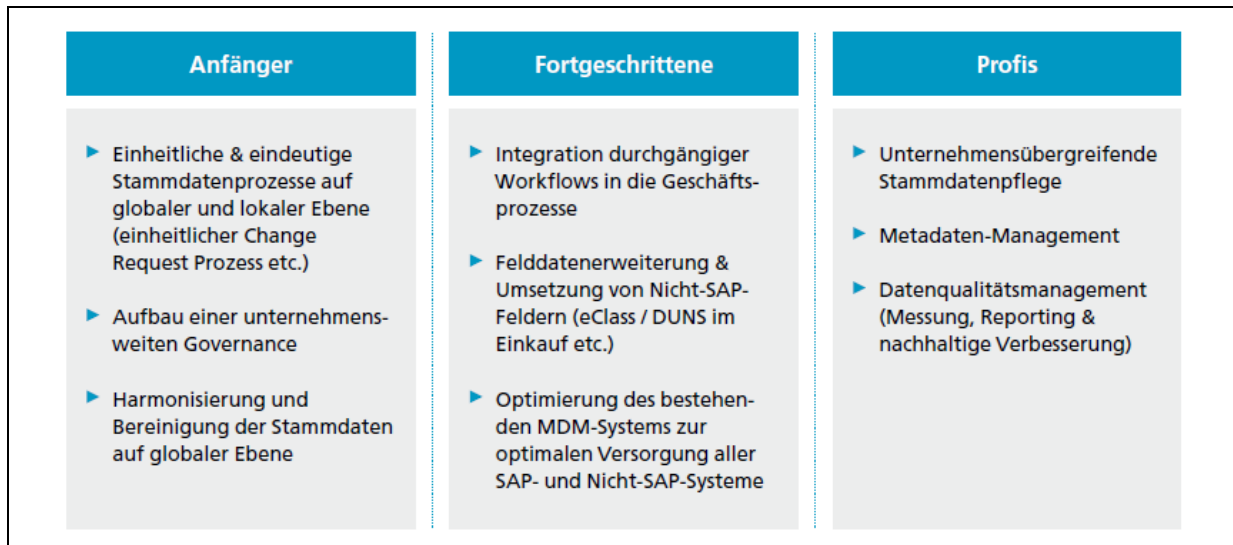 Anfänger
Einheitliche & eindeutige
Stammdatenprozesse auf
globaler und lokaler Ebene
(einheitlicher Change
Request Prozess etc.)
Aufbau einer unternehmens-
weiten Governance
Harmonisierung und
Bereinigung der Stammdaten
auf globaler Ebene
Fortgeschrittene
Integration durchgängiger
Workflows in die Geschäfts-
prozesse
Felddatenerweiterung &
Umsetzung von Nicht-SAP-
Feldern (eClass / DUNS im
Einkauf etc.)
Optimierung des bestehen-
den MDM-Systems zur
optimalen Versorgung aller
SAP- und Nicht-SAP-Systeme
Profis
Unternehmensübergreifende
Stammdatenpflege
Metadaten-Management
Datenqualitätsmanagement
(Messung, Reporting &
nachhaltige Verbesserung)